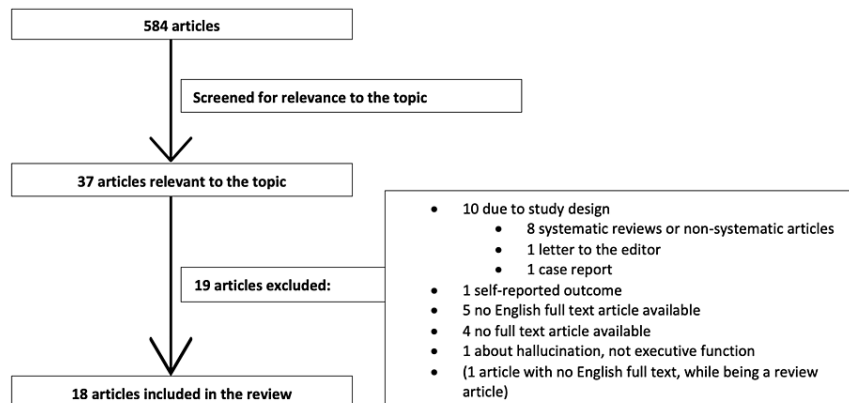 584 articles
Screened for relevance to the topic
37 articles relevant to the topic
19 articles excluded:
• 10 due to study design
• 8 systematic reviews or non-systematic articles
• 1 letter to the editor
• 1 case report
• 1 self-reported outcome
• 5 no English full text article available
• 4 no full text article available
• 1 about hallucination, not executive function
• (1 article with no English full text, while being a review
article)
18 articles included in the review